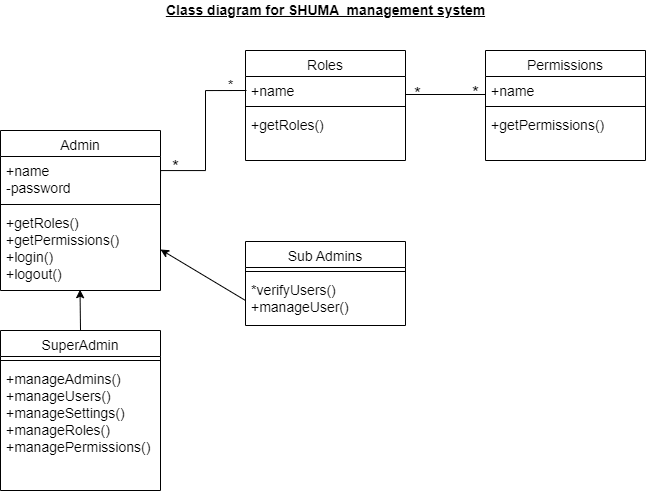 Class diagram for SHUMA  management system
Roles
+name
+getRoles()
*
*
*
Permissions
+name
+getPermissions()
Admin
+name
-password
+getRoles()
+getPermissions()
+login()
+logout()
*
Sub Admins
*verifyUsers()
+manageUser()
SuperAdmin
+manageAdmins()
+manageUsers()
+manageSettings()
+manageRoles()
+managePermissions()